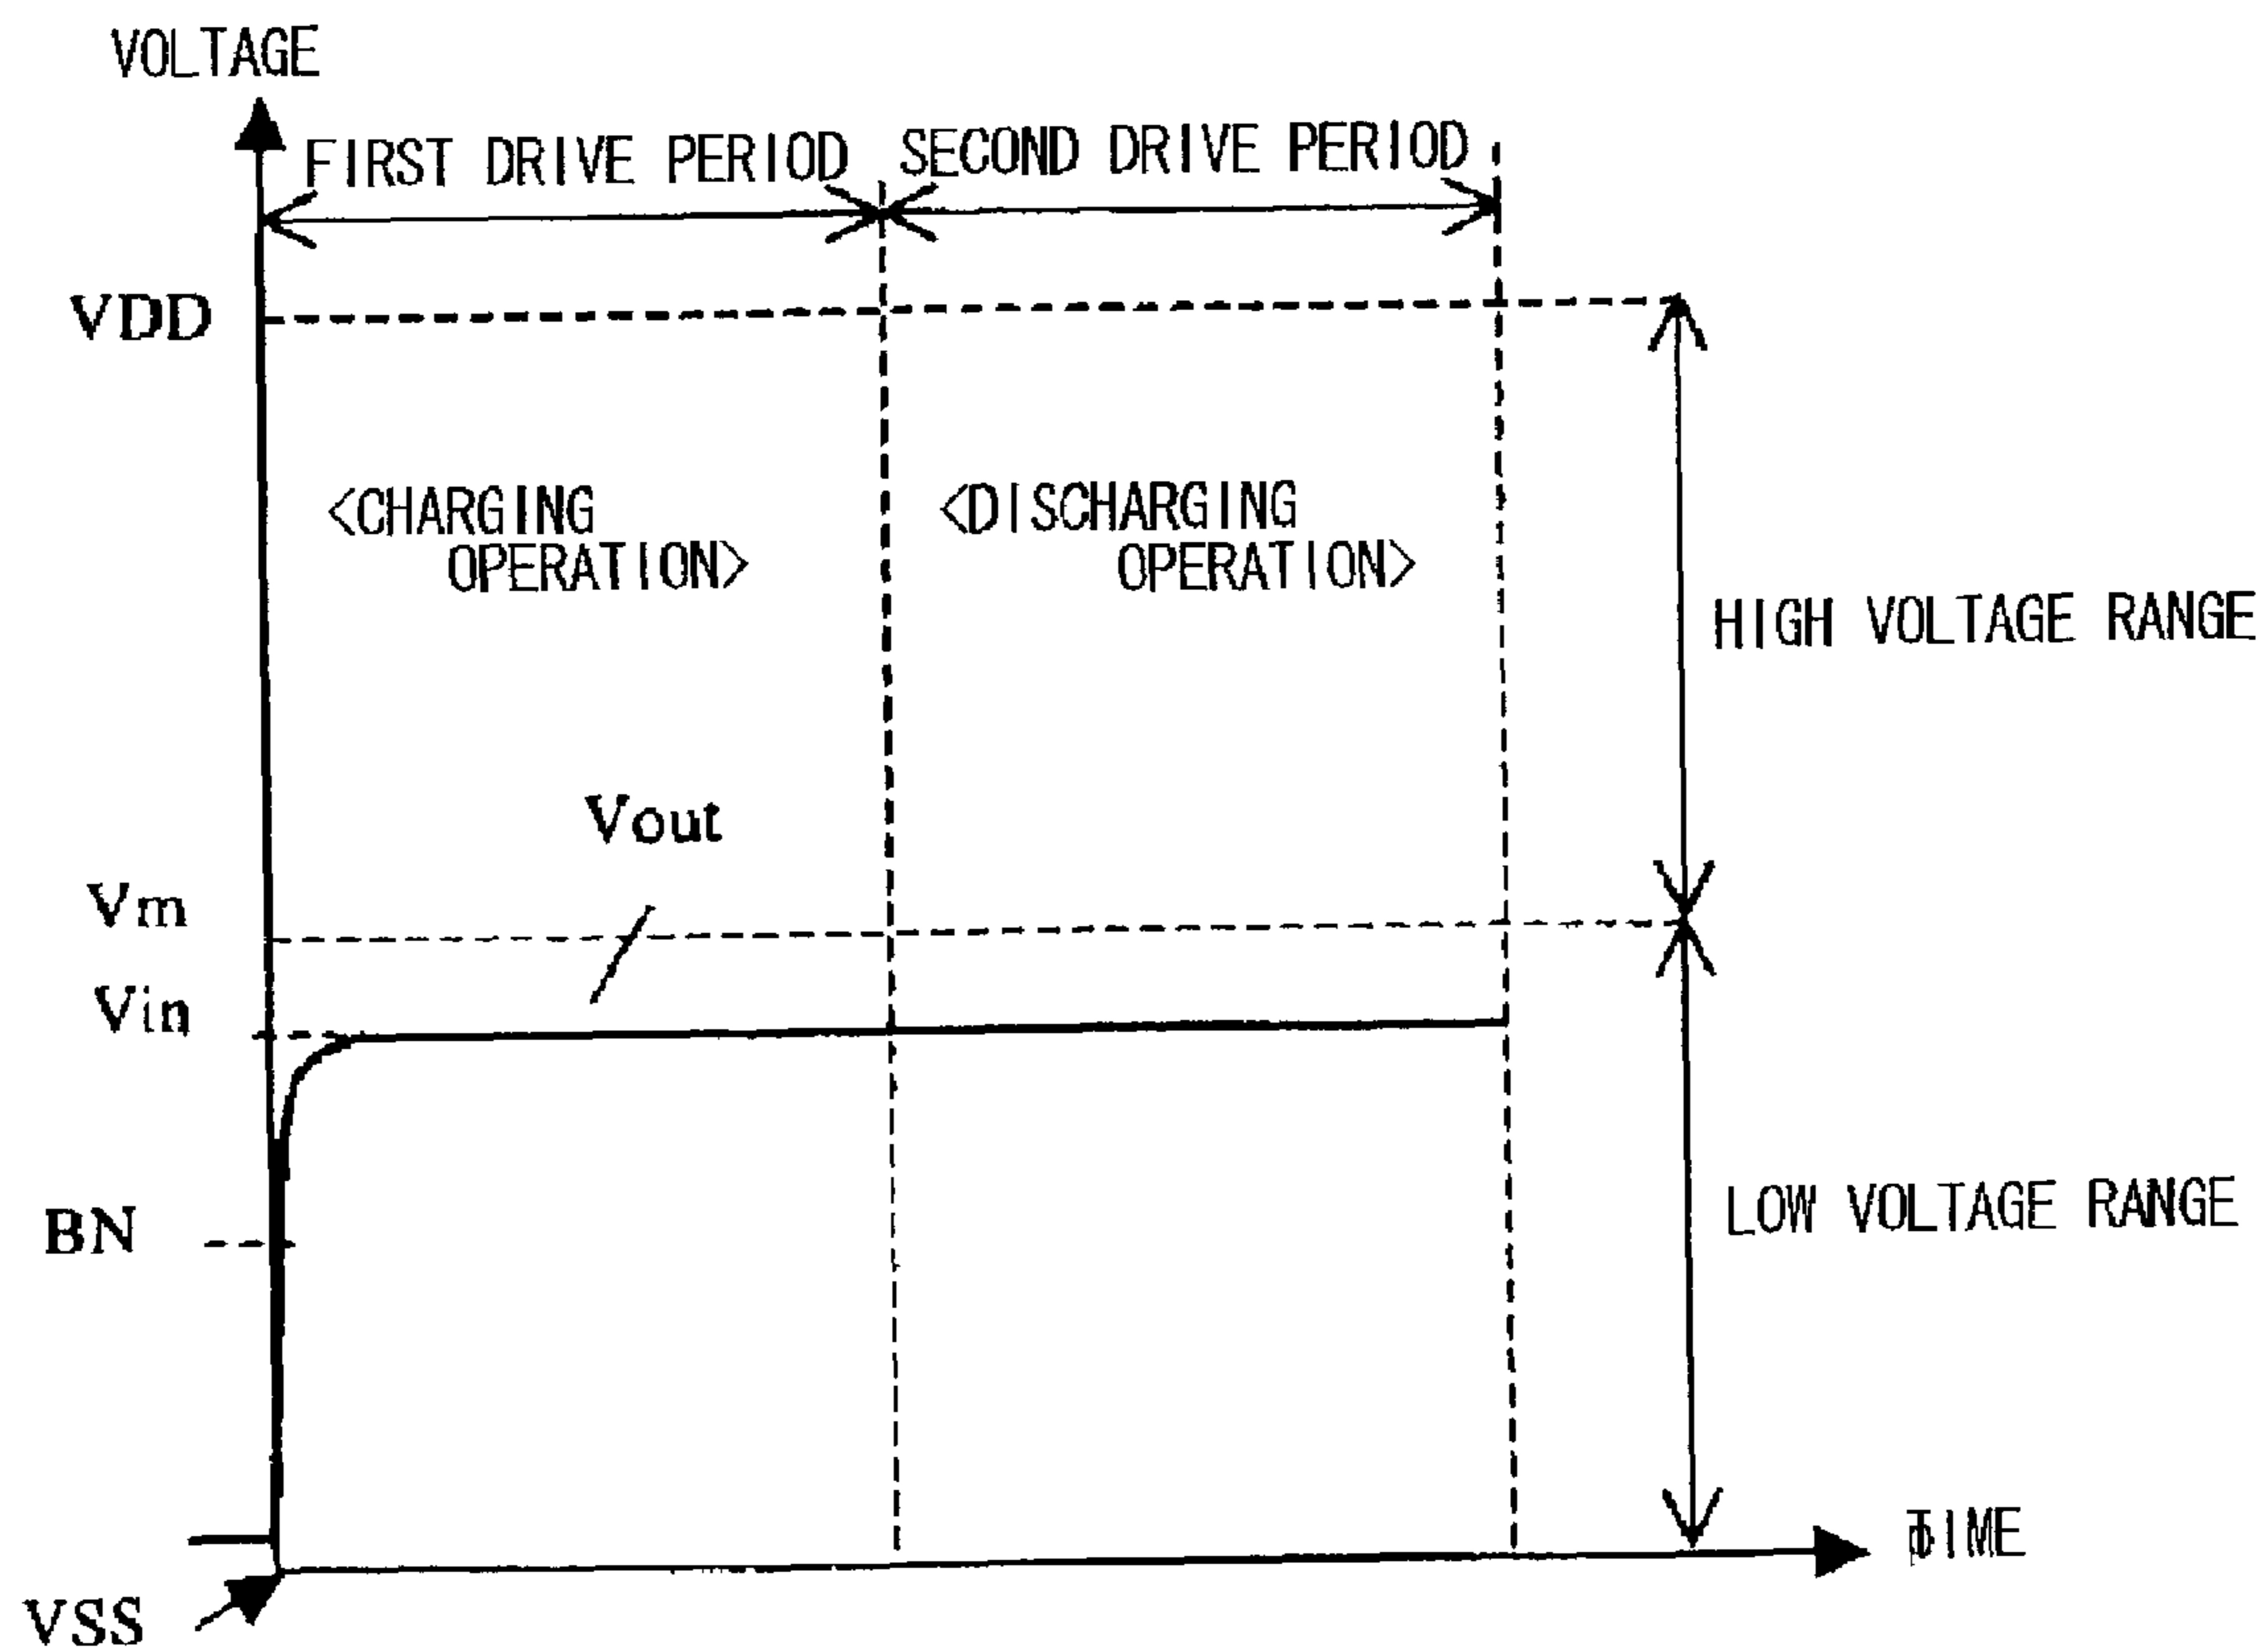 VOLTAGE
FIRST DRIVE PERIOD
SECOND DRIVE PERIOD
VDD
<CHARGING
OPERATION>
<DISCHARGING
OPERATION>
HIGH VOLTAGE RANGE
Vout
Vm
Vin
BN
LOW VOLTAGE RANGE
TIME
VSS